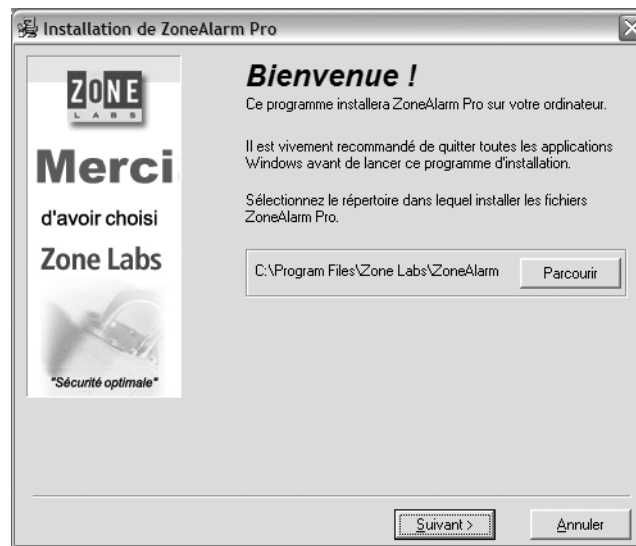 Installation de ZoneAlarm Pro
ZONE
LABS
Merci
d'avoir choisi
Zone Labs
"Sécurité optimale"
Bienvenue !
Ce programme installera ZoneAlarm Pro sur votre ordinateur.
Il est vivement recommandé de quitter toutes les applications
Windows avant de lancer ce programme d'installation.
Sélectionnez le répertoire dans lequel installer les fichiers
ZoneAlarm Pro.
C:\Program Files\Zone Labs\ZoneAlarm
Parcourir
Suivant >
Annuler